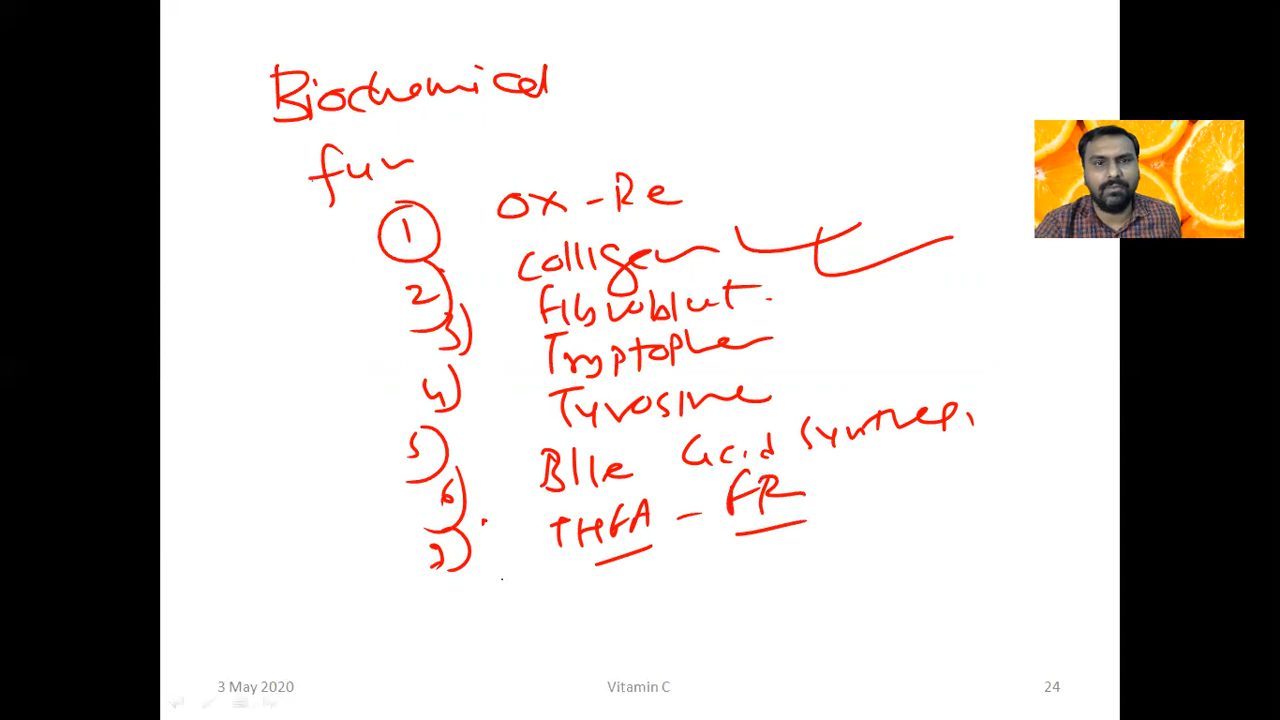 Biochemical
fun
1 Ox-Re
2 colligen
3) fibroblast.
4) Tryptophan
5) Tyrosine
6) Bile acid synthesis
7) THFA - FR
3 May 2020 Vitamin C 24